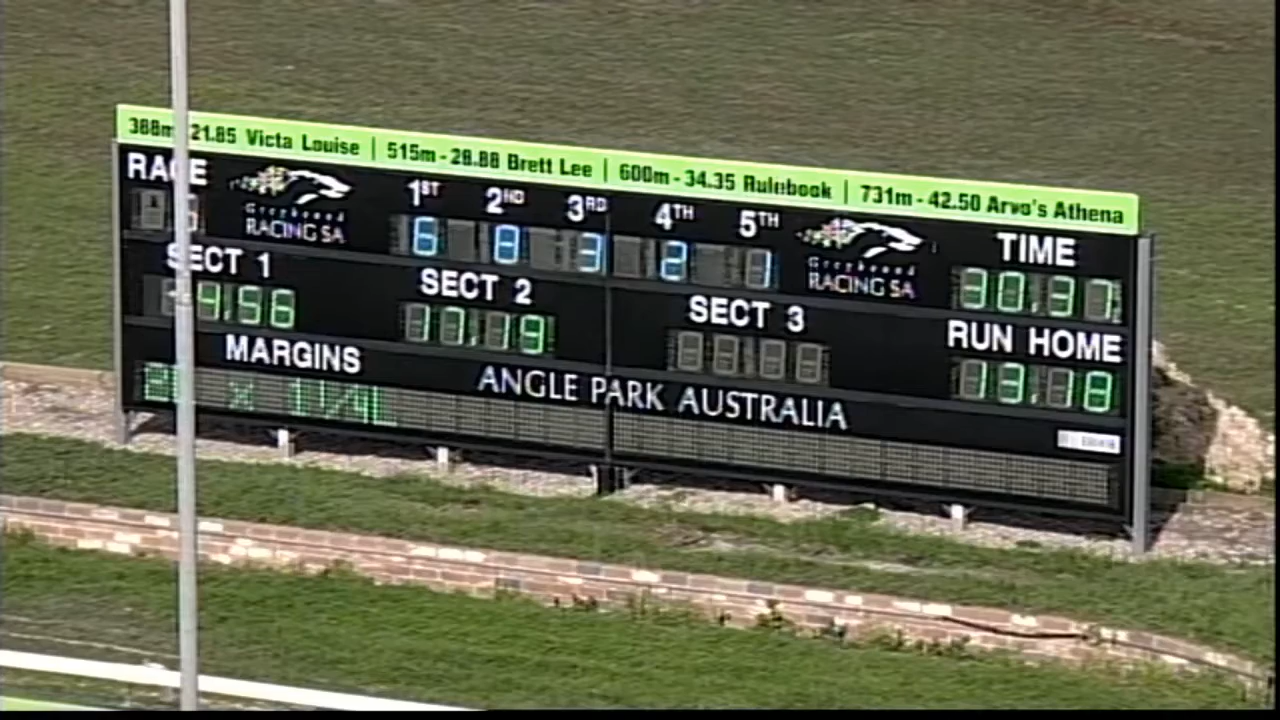 388m 21.85 Victa Louise | 515m - 28.88 Brett Lee | 600m - 34.35 Rulebook | 731m - 42.50 Arvo's Athena
RACE
Greyhound
RACING SA
1ST 2ND 3RD 4TH 5TH
6 8 3 2 1
Greyhound
RACING SA
TIME
30.37
SECT 1
4.58
SECT 2
17.19
SECT 3
RUN HOME
13.18
MARGINS
1 1/4L
ANGLE PARK AUSTRALIA